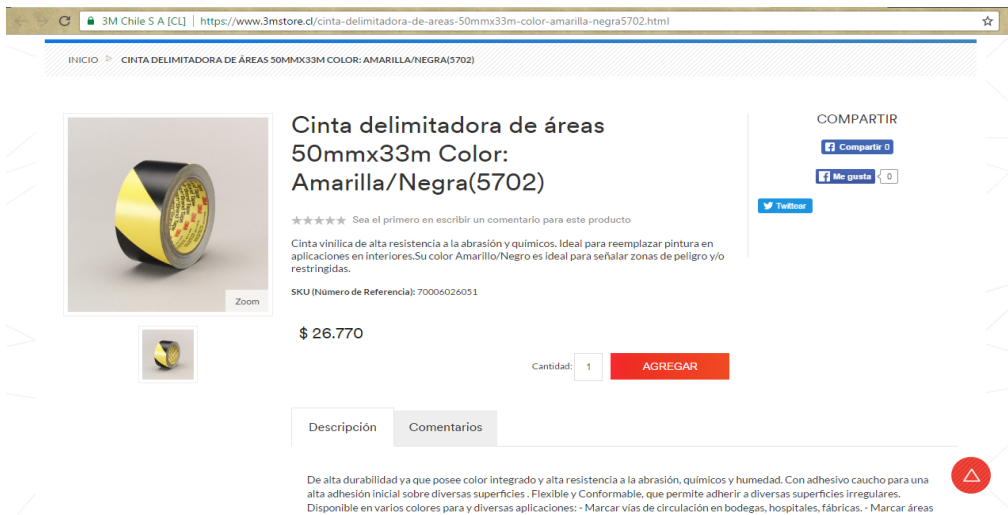 3M Chile S A [CL] | https://www.3mstore.cl/cinta-delimitadora-de-areas-50mmx33m-color-amarilla-negra5702.html
INICIO CINTA DELIMITADORA DE ÁREAS 50MMX33M COLOR: AMARILLA/NEGRA(5702)
Cinta delimitadora de áreas
50mmx33m Color:
Amarilla/Negra(5702)
Sea el primero en escribir un comentario para este producto
Cinta vinílica de alta resistencia a la abrasión y químicos. Ideal para reemplazar pintura en
aplicaciones en interiores.Su color Amarillo/Negro es ideal para señalar zonas de peligro y/o
restringidas.
SKU (Número de Referencia): 70006026051
Zoom
$ 26.770
Cantidad: 1 AGREGAR
COMPARTIR
Compartir 0
Me gusta 0
Twittear
Descripción Comentarios
De alta durabilidad ya que posee color integrado y alta resistencia a la abrasión, químicos y humedad. Con adhesivo caucho para una
alta adhesión inicial sobre diversas superficies . Flexible y Conformable, que permite adherir a diversas superficies irregulares.
Disponible en varios colores para y diversas aplicaciones: - Marcar vías de circulación en bodegas, hospitales, fábricas. - Marcar áreas